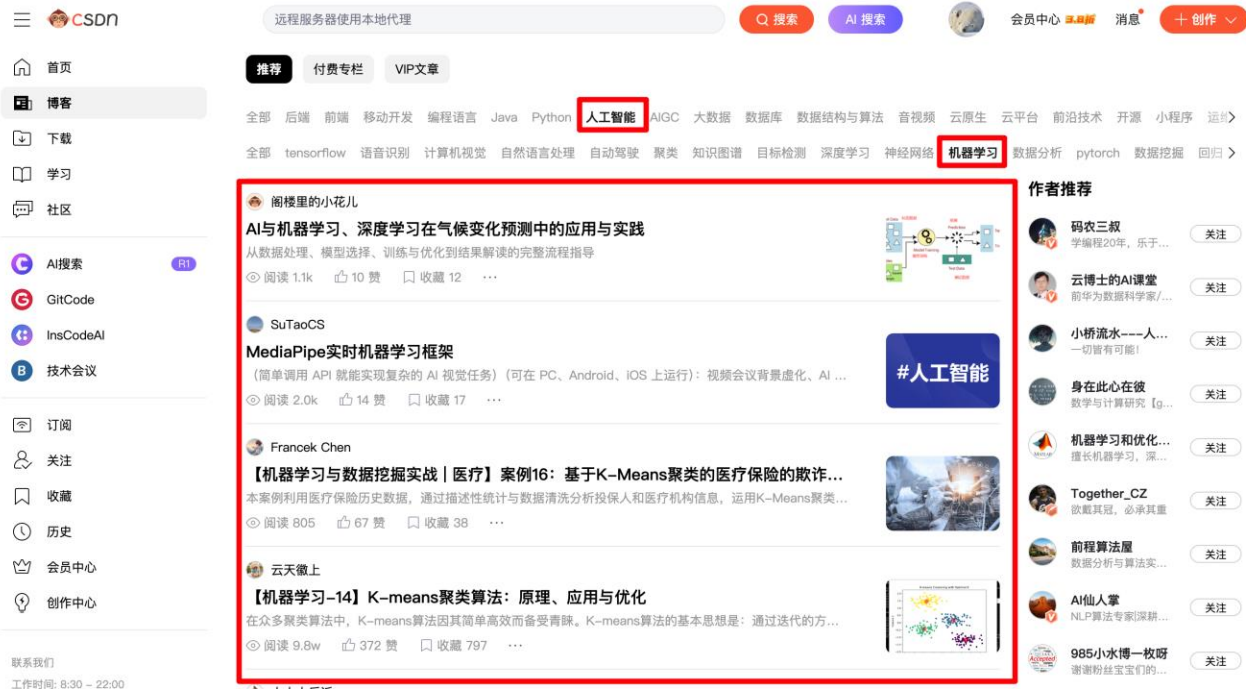 CSDN
远程服务器使用本地代理
搜索
AI 搜索
会员中心
消息
创作
首页
博客
下载
学习
社区
AI搜索
R1
GitCode
InsCodeAI
技术会议
订阅
关注
收藏
历史
会员中心
创作中心
联系我们
工作时间: 8:30 - 22:00
推荐 付费专栏 VIP文章
全部 后端 前端 移动开发 编程语言 Java Python 人工智能 AIGC 大数据 数据库 数据结构与算法 音视频 云原生 云平台 前沿技术 开源 小程序
全部 tensorflow 语音识别 计算机视觉 自然语言处理 自动驾驶 聚类 知识图谱 目标检测 深度学习 神经网络 机器学习 数据分析 pytorch 数据挖掘 回归
阁楼里的小花儿
AI与机器学习、深度学习在气候变化预测中的应用与实践
从数据处理、模型选择、训练与优化到结果解读的完整流程指导
阅读 1.1k 10 赞 收藏 12 ...
SuTaoCS
MediaPipe实时机器学习框架
（简单调用 API 就能实现复杂的 AI 视觉任务）（可在 PC、Android、iOS 上运行）：视频会议背景虚化、AI ...
阅读 2.0k 14 赞 收藏 17 ...
#人工智能
Francek Chen
【机器学习与数据挖掘实战 | 医疗】案例16：基于K-Means聚类的医疗保险的欺诈...
本案例利用医疗保险历史数据，通过描述性统计与数据清洗分析投保人和医疗机构信息，运用K-Means聚类...
阅读 805 67 赞 收藏 38 ...
云天徽上
【机器学习-14】K-means聚类算法：原理、应用与优化
在众多聚类算法中，K-means算法因其简单高效而备受青睐。K-means算法的基本思想是：通过迭代的方...
阅读 9.8w 372 赞 收藏 797 ...
作者推荐
码农三叔
学编程20年，乐于...
关注
云博士的AI课堂
前华为数据科学家/...
关注
小桥流水---人...
一切皆有可能！
关注
身在此心在彼
数学与计算研究【g...
关注
机器学习和优化...
擅长机器学习，深...
关注
Together_CZ
欲戴其冠，必承其重
关注
前程算法屋
数据分析与算法实...
关注
AI仙人掌
NLP算法专家|深耕...
关注
985小水博一枚呀
谢谢粉丝宝宝们的...
关注